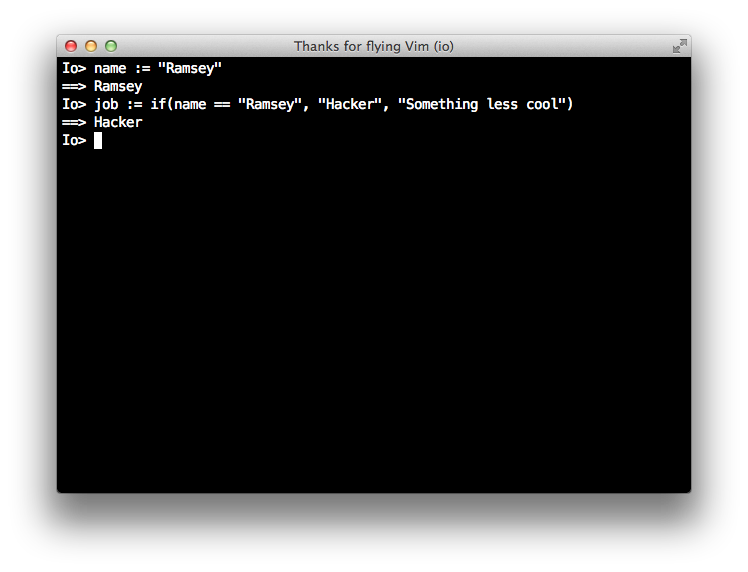 Thanks for flying Vim (io)
Io> name := "Ramsey"
==> Ramsey
Io> job := if(name == "Ramsey", "Hacker", "Something less cool")
==> Hacker
Io>